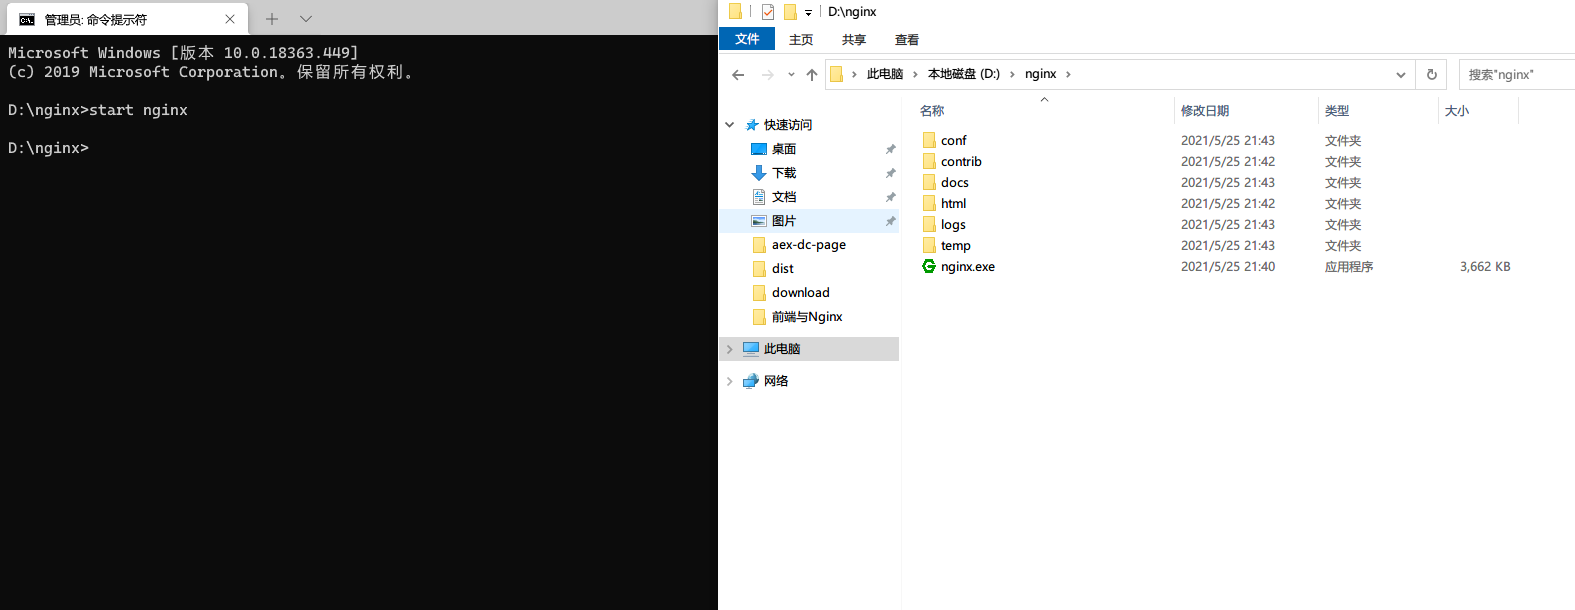 管理员: 命令提示符
Microsoft Windows [版本 10.0.18363.449]
(c) 2019 Microsoft Corporation。保留所有权利。
D:\nginx>start nginx
D:\nginx>
D:\nginx
文件 主页 共享 查看
此电脑 › 本地磁盘 (D:) › nginx ›
搜索"nginx"
快速访问
桌面
下载
文档
图片
aex-dc-page
dist
download
前端与Nginx
此电脑
网络
名称 修改日期 类型 大小
conf 2021/5/25 21:43 文件夹
contrib 2021/5/25 21:42 文件夹
docs 2021/5/25 21:43 文件夹
html 2021/5/25 21:42 文件夹
logs 2021/5/25 21:43 文件夹
temp 2021/5/25 21:43 文件夹
nginx.exe 2021/5/25 21:40 应用程序 3,662 KB